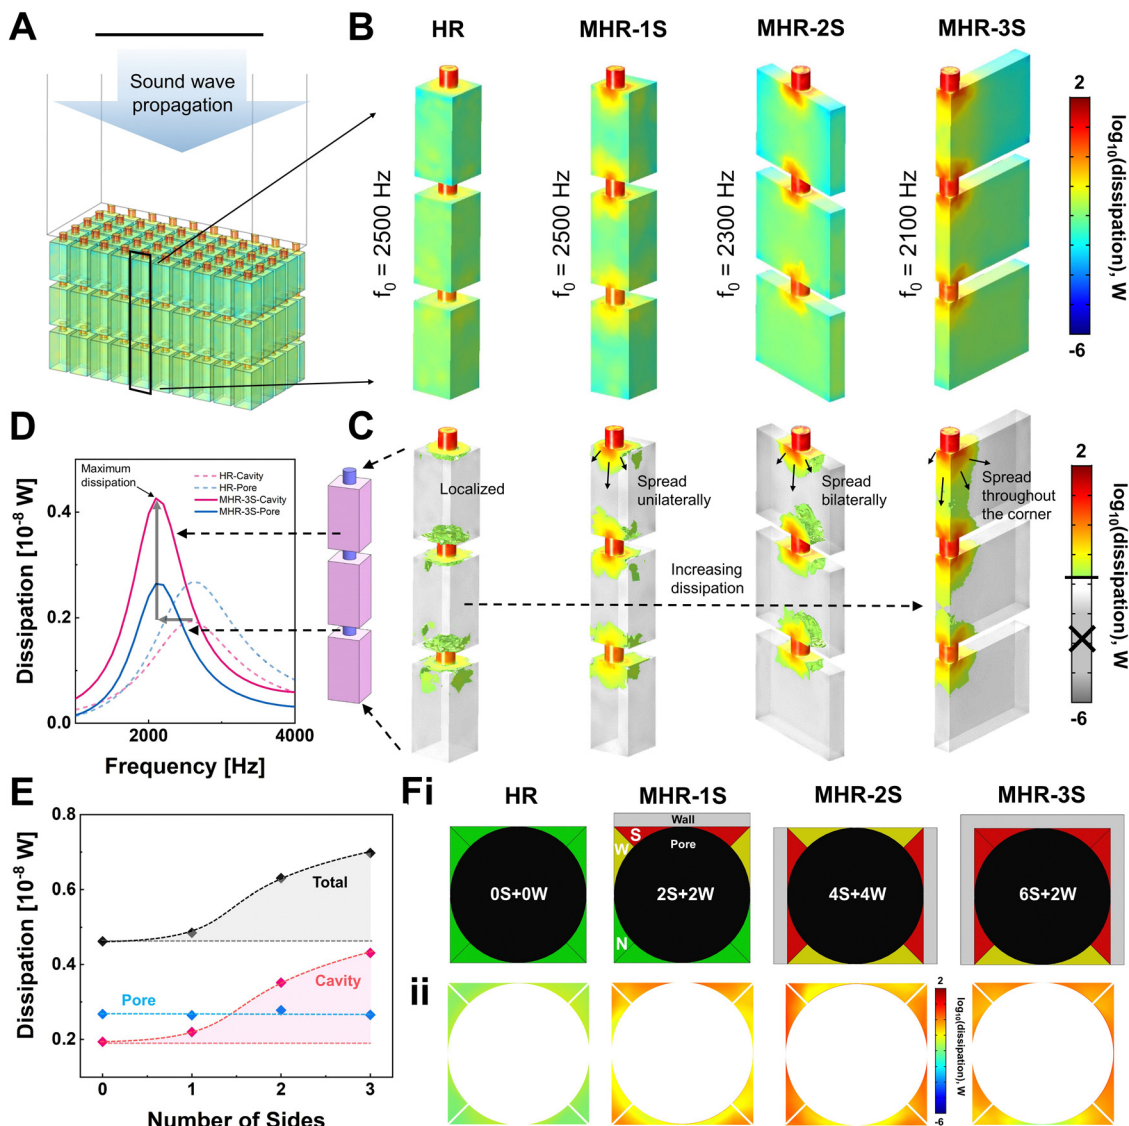 A
Sound wave
propagation
B
HR
MHR-1S
MHR-2S
MHR-3S
f₀ = 2500 Hz
f₀ = 2500 Hz
f₀ = 2300 Hz
f₀ = 2100 Hz
2
log₁₀(dissipation), W
-6
D
Maximum
dissipation
HR-Cavity
HR-Pore
MHR-3S-Cavity
MHR-3S-Pore
Dissipation [10⁻⁸ W]
0.4
0.2
0.0
2000
4000
Frequency [Hz]
C
Localized
Spread
unilaterally
Spread
bilaterally
Spread
throughout
the corner
Increasing
dissipation
2
log₁₀(dissipation), W
-6
E
Dissipation [10⁻⁸ W]
0.8
0.6
0.4
0.2
Total
Cavity
Pore
0
1
2
3
Number of Sides
Fi
HR
MHR-1S
MHR-2S
MHR-3S
Wall
S
W
Pore
N
0S+0W
2S+2W
4S+4W
6S+2W
ii
2
log₁₀(dissipation), W
-6